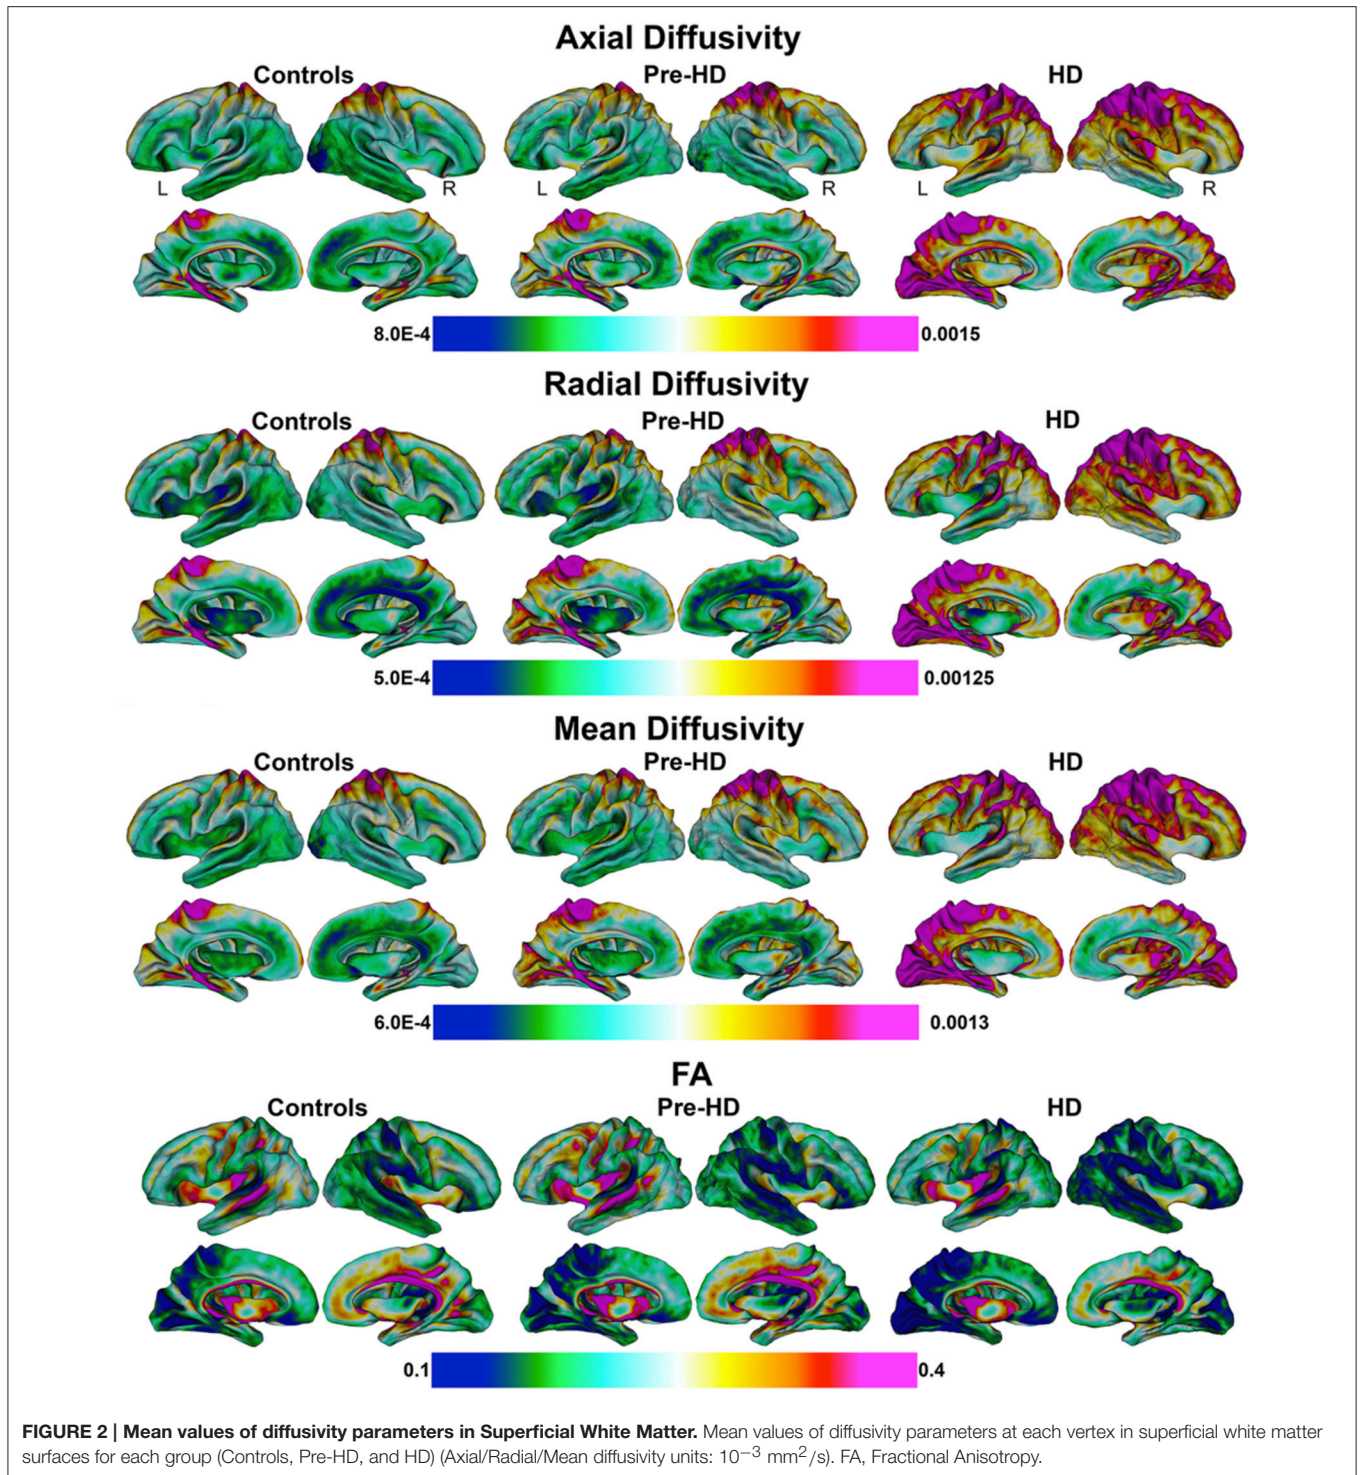 Axial Diffusivity
Controls Pre-HD HD
L R L R L R
8.0E-4 0.0015
Radial Diffusivity
Controls Pre-HD HD
5.0E-4 0.00125
Mean Diffusivity
Controls Pre-HD HD
6.0E-4 0.0013
FA
Controls Pre-HD HD
0.1 0.4
FIGURE 2 | Mean values of diffusivity parameters in Superficial White Matter. Mean values of diffusivity parameters at each vertex in superficial white matter
surfaces for each group (Controls, Pre-HD, and HD) (Axial/Radial/Mean diffusivity units: 10⁻³ mm²/s). FA, Fractional Anisotropy.